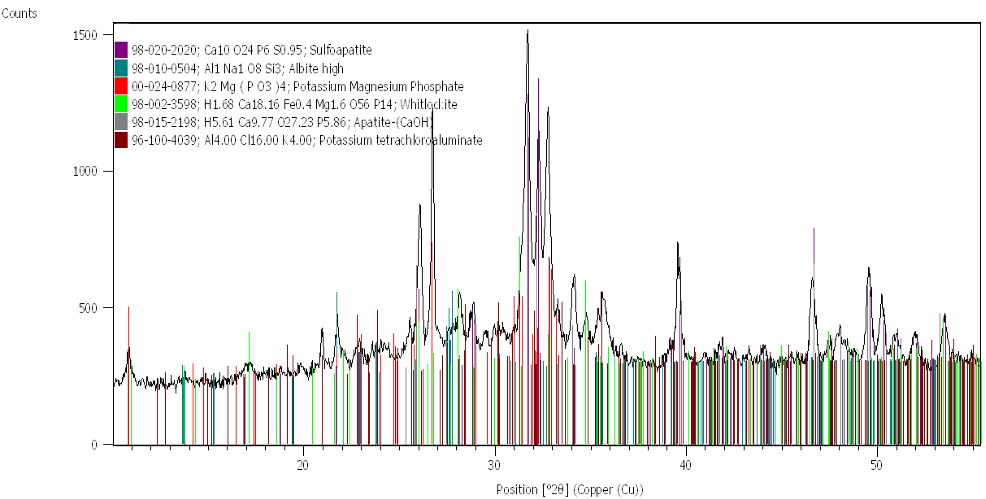 Counts
1500
98-020-2020; Ca10 O24 P6 S0.95; Sulfoapatite
98-010-0504; Al1 Na1 O8 Si3; Albite high
00-024-0877; K2 Mg ( P O3 )4; Potassium Magnesium Phosphate
98-002-3598; H1.68 Ca18.16 Fe0.4 Mg1.6 O56 P14; Whitlockite
98-015-2198; H5.61 Ca9.77 O27.23 P5.86; Apatite-(CaOH)
96-100-4039; Al4.00 Cl16.00 K4.00; Potassium tetrachloroaluminate
1000
500
0
20 30 40 50
Position [°2θ] (Copper (Cu))